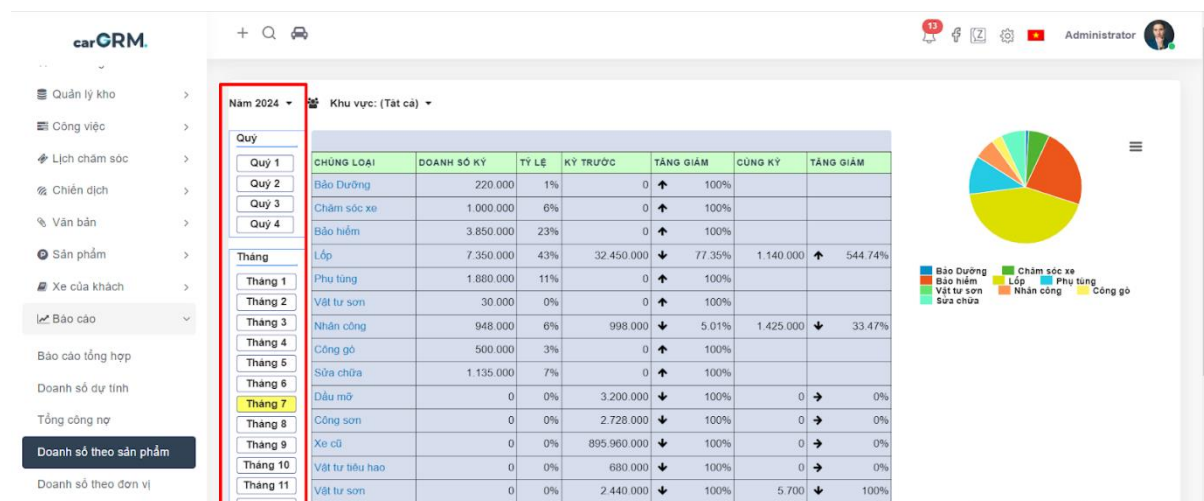 carGRM.
13
Administrator
Quản lý kho
Công việc
Lịch chăm sóc
Chiến dịch
Văn bản
Sản phẩm
Xe của khách
Báo cáo
Báo cáo tổng hợp
Doanh số dự tính
Tổng công nợ
Doanh số theo sản phẩm
Doanh số theo đơn vị
Năm 2024
Khu vực: (Tất cả)
Quý
Quý 1
Quý 2
Quý 3
Quý 4
Tháng
Tháng 1
Tháng 2
Tháng 3
Tháng 4
Tháng 5
Tháng 6
Tháng 7
Tháng 8
Tháng 9
Tháng 10
Tháng 11
CHỦNG LOẠI DOANH SỐ KỲ TỶ LỆ KỲ TRƯỚC TĂNG GIẢM CÙNG KỲ TĂNG GIẢM
Bảo Dưỡng 220.000 1% 0 100%
Chăm sóc xe 1.000.000 6% 0 100%
Bảo hiểm 3.850.000 23% 0 100%
Lốp 7.350.000 43% 32.450.000 77.35% 1.140.000 544.74%
Phụ tùng 1.880.000 11% 0 100%
Vật tư sơn 30.000 0% 0 100%
Nhân công 948.000 6% 998.000 5.01% 1.425.000 33.47%
Công gò 500.000 3% 0 100%
Sửa chữa 1.135.000 7% 0 100%
Dầu mỡ 0 0% 3.200.000 100% 0 0%
Công sơn 0 0% 2.728.000 100% 0 0%
Xe cũ 0 0% 895.960.000 100% 0 0%
Vật tư tiêu hao 0 0% 680.000 100% 0 0%
Vật tư sơn 0 0% 2.440.000 100% 5.700 100%
Bảo Dưỡng Chăm sóc xe
Bảo hiểm Lốp Phụ tùng
Vật tư sơn Nhân công Công gò
Sửa chữa